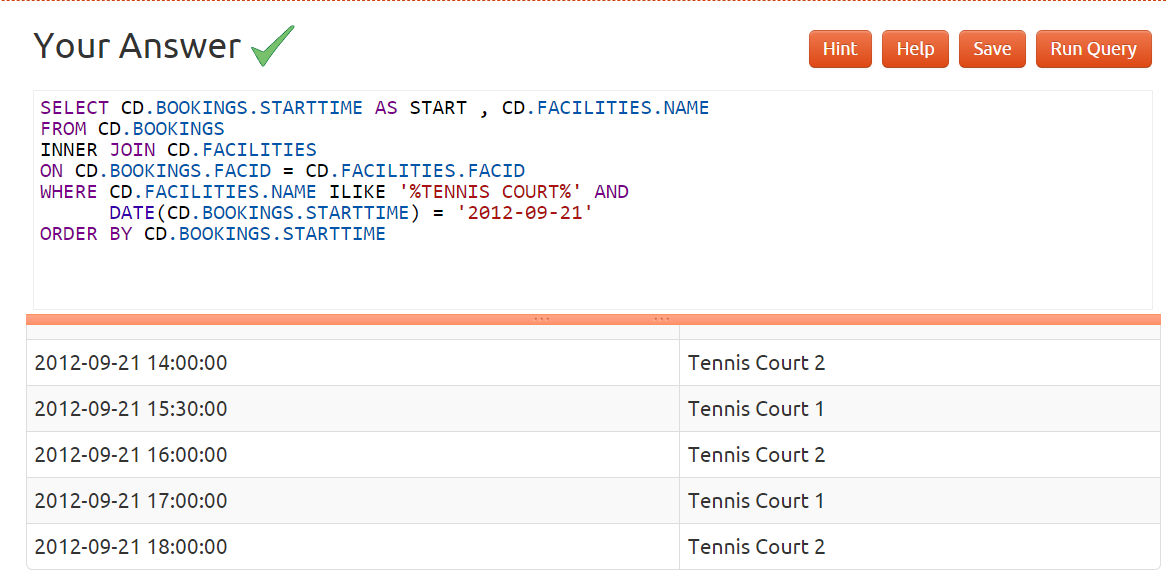 Your Answer
Hint Help Save Run Query
SELECT CD.BOOKINGS.STARTTIME AS START , CD.FACILITIES.NAME
FROM CD.BOOKINGS
INNER JOIN CD.FACILITIES
ON CD.BOOKINGS.FACID = CD.FACILITIES.FACID
WHERE CD.FACILITIES.NAME ILIKE '%TENNIS COURT%' AND
DATE(CD.BOOKINGS.STARTTIME) = '2012-09-21'
ORDER BY CD.BOOKINGS.STARTTIME
2012-09-21 14:00:00 Tennis Court 2
2012-09-21 15:30:00 Tennis Court 1
2012-09-21 16:00:00 Tennis Court 2
2012-09-21 17:00:00 Tennis Court 1
2012-09-21 18:00:00 Tennis Court 2